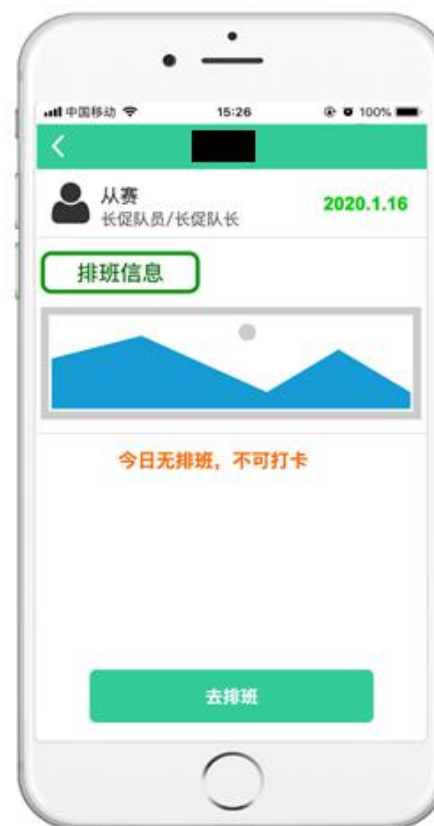 中国移动 15:26 100%
从赛 2020.1.16
长促队员/长促队长
排班信息
今日无排班，不可打卡
去排班